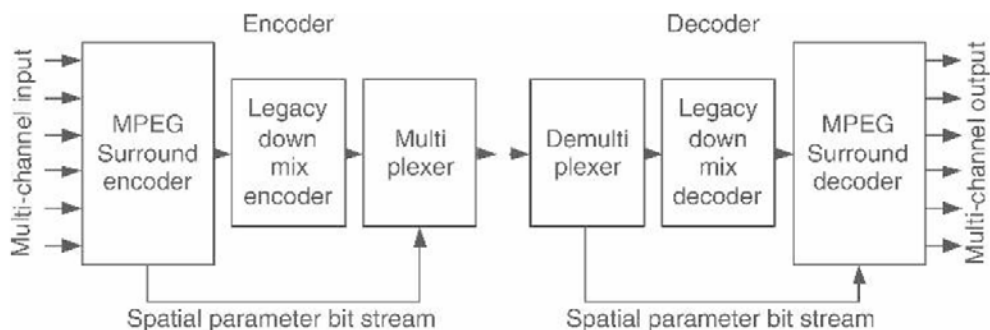 Encoder
Decoder
Multi-channel input
MPEG
Surround
encoder
Legacy
down
mix
encoder
Multi
plexer
Demulti
plexer
Legacy
down
mix
decoder
MPEG
Surround
decoder
Multi-channel output
Spatial parameter bit stream
Spatial parameter bit stream